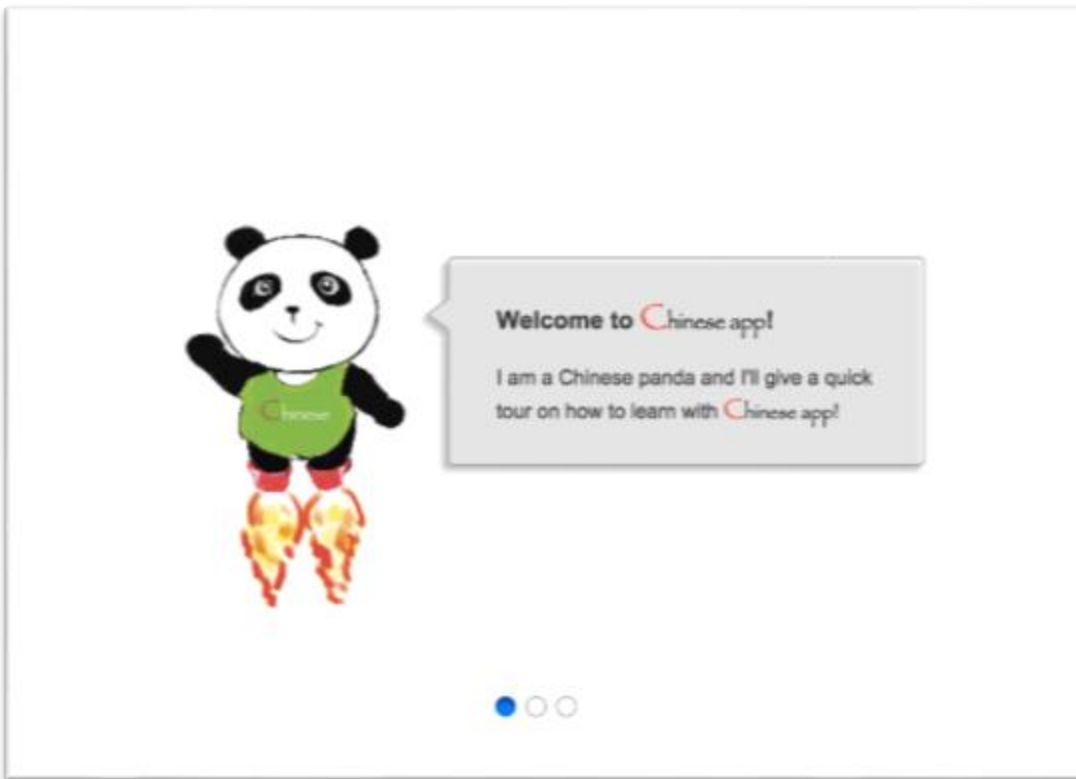 Welcome to Chinese app!
I am a Chinese panda and I'll give a quick
tour on how to learn with Chinese app!
Chinese